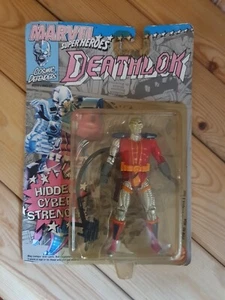 MARVEL
SUPER HEROES
COSMIC
DEFENDERS
DEATHLOK
HIDDEN
CYBER
STRENGTH